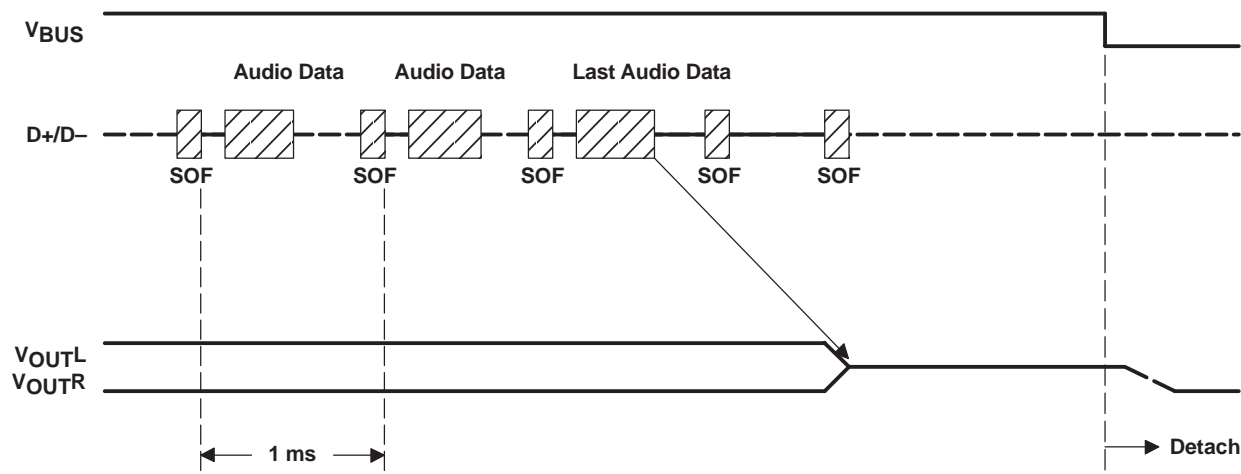 VBUS
Audio Data Audio Data Last Audio Data
D+/D–
SOF SOF SOF SOF SOF
VOUTL
VOUTR
1 ms
Detach